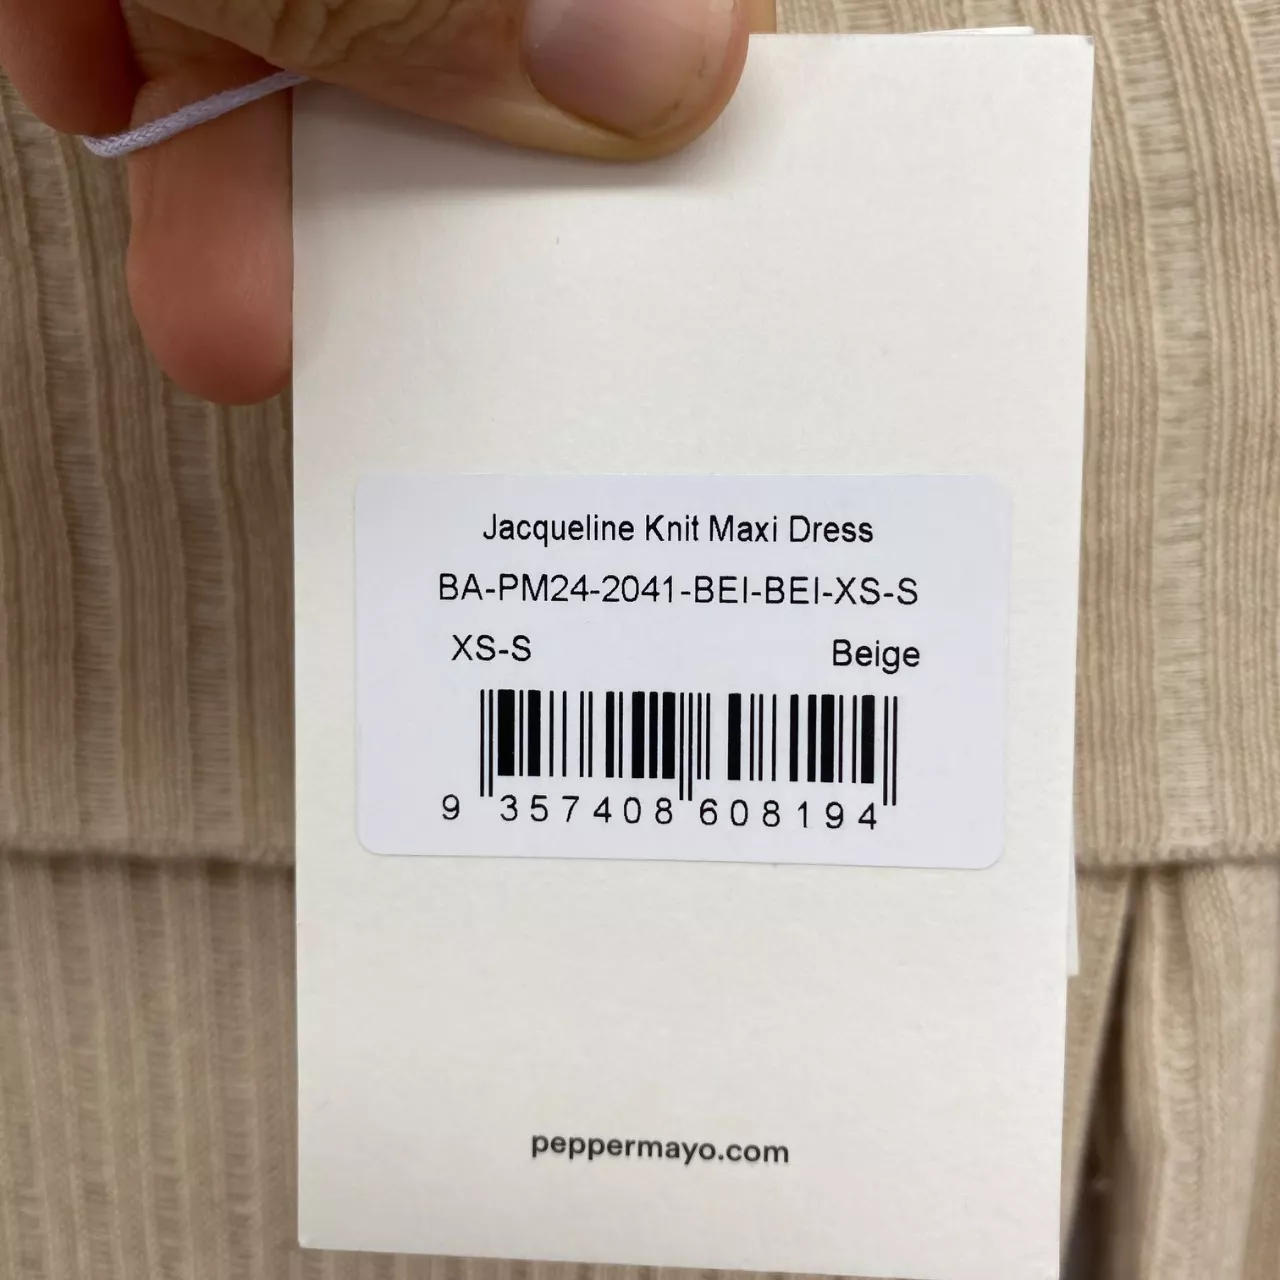 Jacqueline Knit Maxi Dress
BA-PM24-2041-BEI-BEI-XS-S
XS-S Beige
9 357408 608194
peppermayo.com